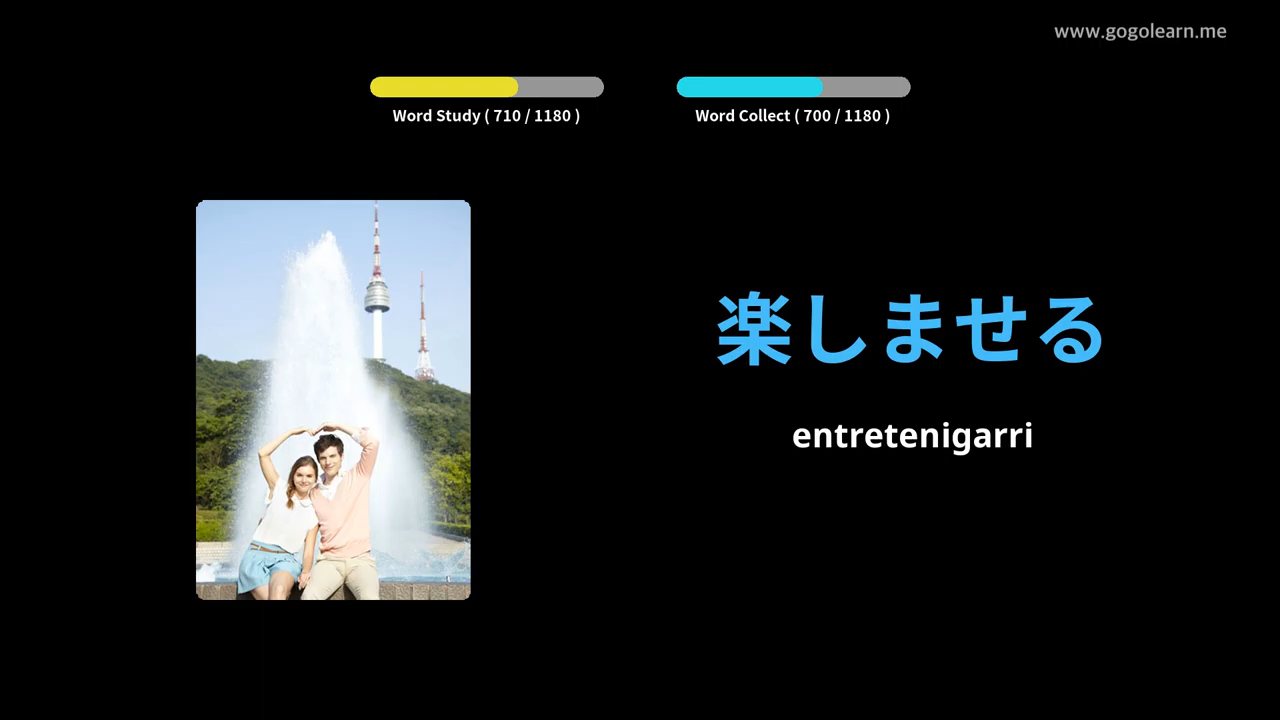 www.gogolearn.me
Word Study ( 710 / 1180 )
Word Collect ( 700 / 1180 )
楽しませる
entretenigarri